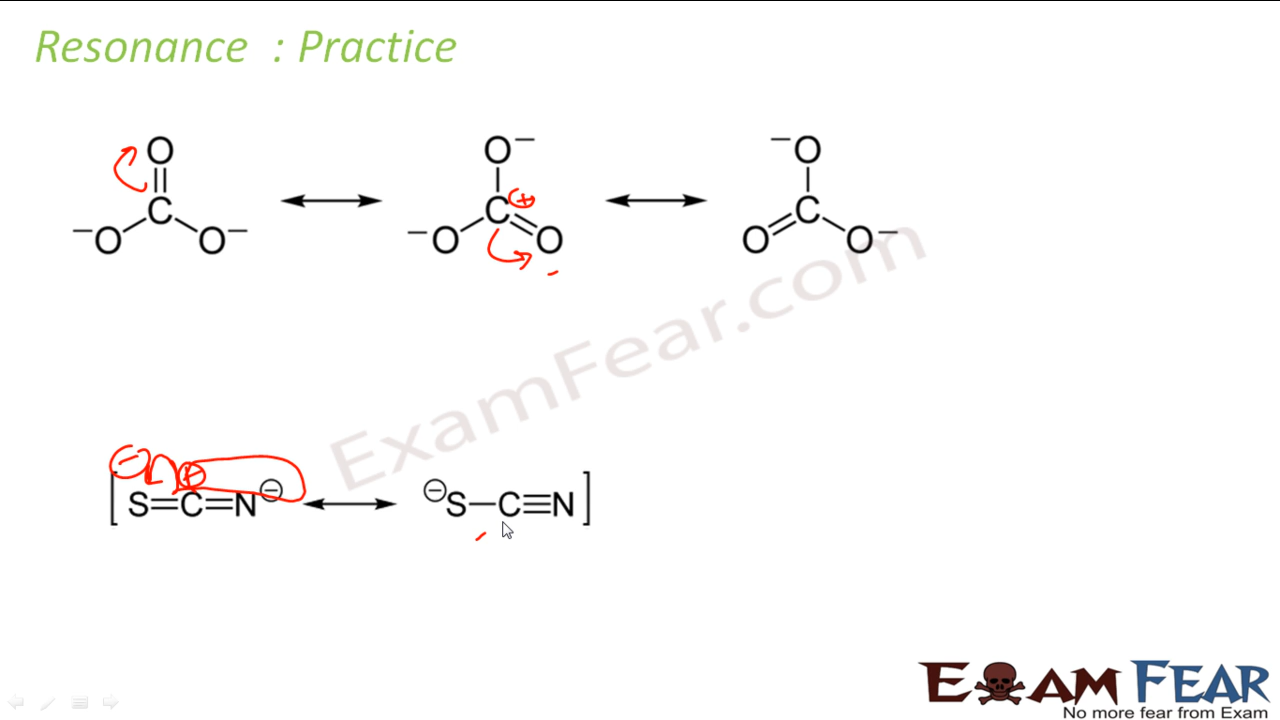 Resonance : Practice
O O⁻ ⁻O
C C ⊕ C
⁻O O⁻ ⁻O O O O⁻
-
ExamFear.com
⊖ ⊕
[ S=C=N⊖ ⊖S–C≡N ]
EXAM FEAR
No more fear from Exam